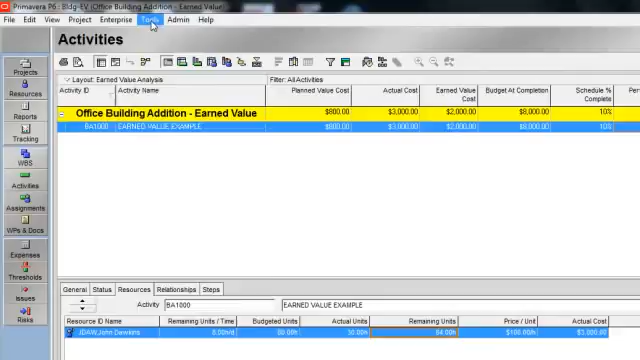 Primavera P6 : Bldg-EV (Office Building Addition - Earned Value)
File Edit View Project Enterprise Tools Admin Help
Activities
Projects
Resources
Reports
Tracking
WBS
Activities
Assignments
WPs & Docs
Expenses
Thresholds
Issues
Risks
Layout: Earned Value Analysis Filter: All Activities
Activity ID Activity Name Planned Value Cost Actual Cost Earned Value Cost Budget At Completion Schedule % Complete Per
Office Building Addition - Earned Value $800.00 $3,000.00 $2,000.00 $8,000.00 10%
BA1000 EARNED VALUE EXAMPLE $800.00 $3,000.00 $2,000.00 $8,000.00 10%
General Status Resources Relationships Steps
Activity BA1000 EARNED VALUE EXAMPLE
Resource ID Name Remaining Units / Time Budgeted Units Actual Units Remaining Units Price / Unit Actual Cost
JDAW.John Dawkins 8.00h/d 80.00h 30.00h 64.00h $100.00/h $3,000.00